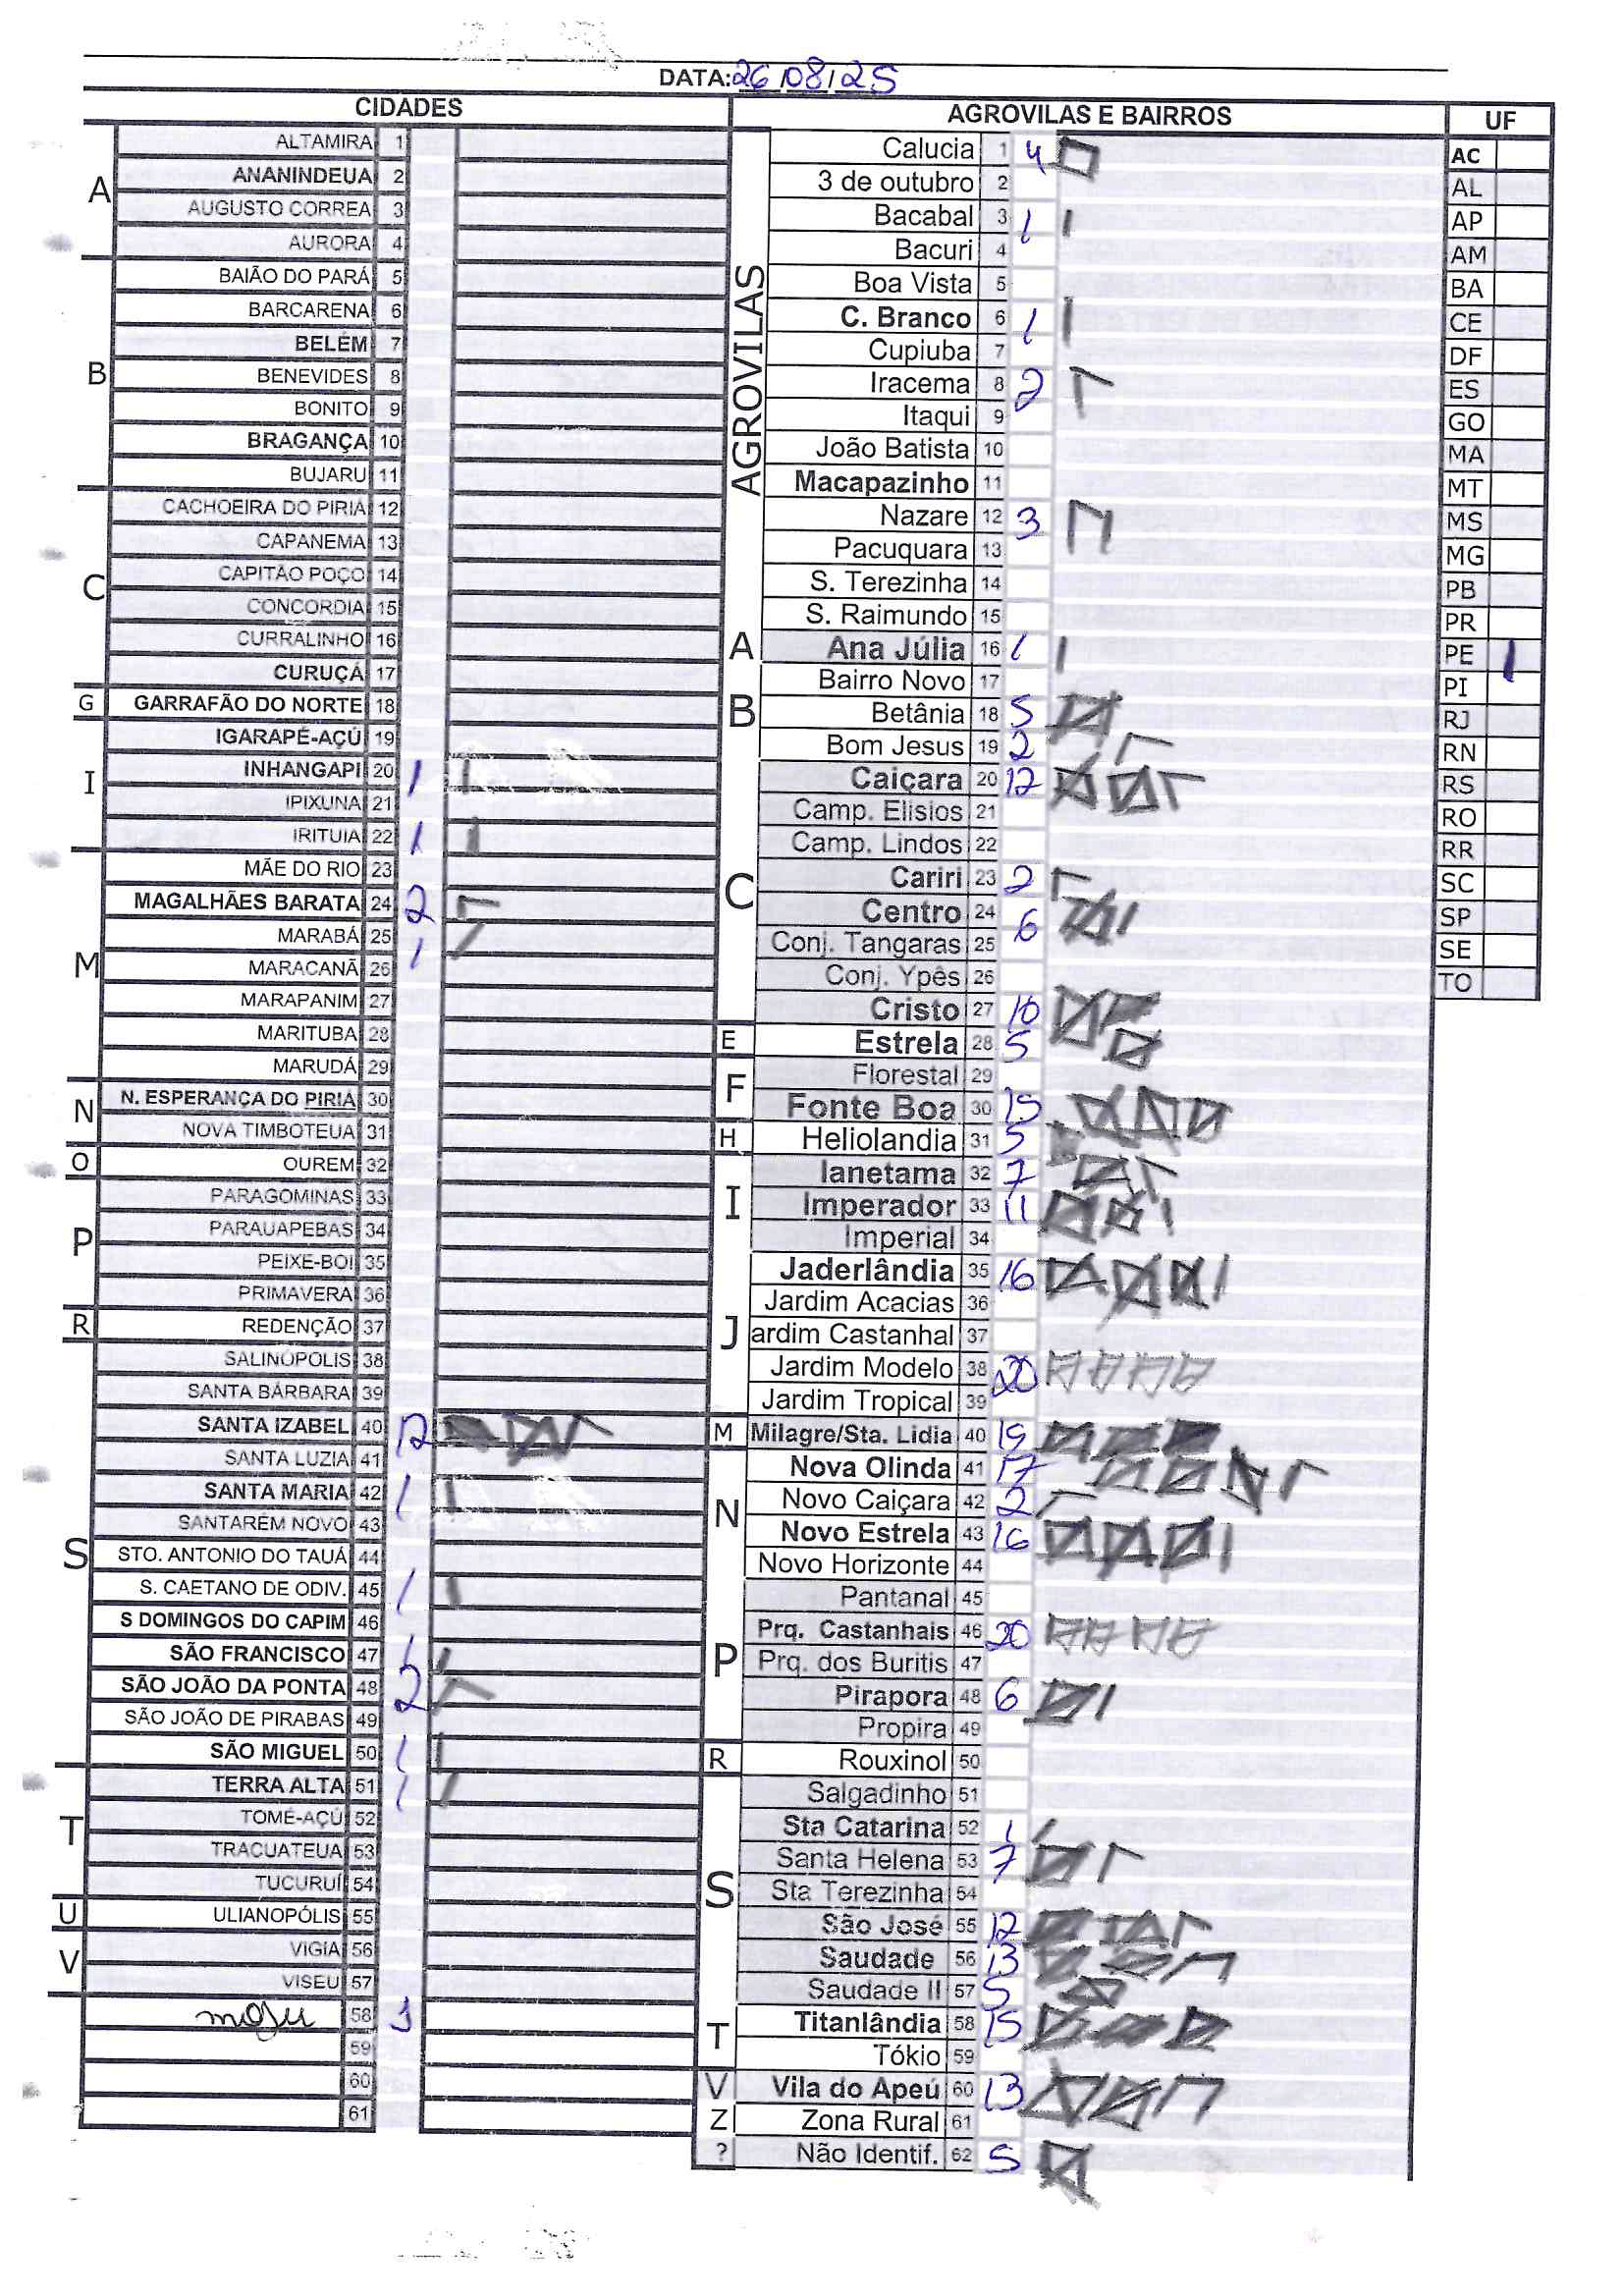 DATA: 26/08/25
CIDADES
A
ALTAMIRA 1
ANANINDEUA 2
AUGUSTO CORREA 3
AURORA 4
B
BAIÃO DO PARÁ 5
BARCARENA 6
BELÉM 7
BENEVIDES 8
BONITO 9
BRAGANÇA 10
BUJARU 11
C
CACHOEIRA DO PIRIÁ 12
CAPANEMA 13
CAPITÃO POÇO 14
CONCORDIA 15
CURRALINHO 16
CURUÇÁ 17
G
GARRAFÃO DO NORTE 18
I
IGARAPÉ-AÇÚ 19
INHANGAPI 20 1
IPIXUNA 21
IRITUIA 22 1
M
MÃE DO RIO 23
MAGALHÃES BARATA 24 2
MARABÁ 25 1
MARACANÃ 26
MARAPANIM 27
MARITUBA 28
MARUDÁ 29
N
N. ESPERANÇA DO PIRIÁ 30
NOVA TIMBOTEUA 31
O
OUREM 32
P
PARAGOMINAS 33
PARAUAPEBAS 34
PEIXE-BOI 35
PRIMAVERA 36
R
REDENÇÃO 37
S
SALINÓPOLIS 38
SANTA BÁRBARA 39
SANTA IZABEL 40 12
SANTA LUZIA 41
SANTA MARIA 42 1
SANTARÉM NOVO 43
STO. ANTONIO DO TAUÁ 44
S. CAETANO DE ODIV. 45 1
S DOMINGOS DO CAPIM 46
SÃO FRANCISCO 47 1
SÃO JOÃO DA PONTA 48 2
SÃO JOÃO DE PIRABAS 49
SÃO MIGUEL 50 1
T
TERRA ALTA 51 1
TOMÉ-AÇÚ 52
TRACUATEUA 53
TUCURUÍ 54
U
ULIANOPÓLIS 55
V
VIGIA 56
VISEU 57
moju 58 1
59
60
61
AGROVILAS E BAIRROS
AGROVILAS
Calucia 1 4
3 de outubro 2
Bacabal 3 1
Bacuri 4
Boa Vista 5
C. Branco 6 1
Cupiuba 7
Iracema 8 2
Itaqui 9
João Batista 10
Macapazinho 11
Nazare 12 3
Pacuquara 13
S. Terezinha 14
S. Raimundo 15
A
Ana Júlia 16 1
B
Bairro Novo 17
Betânia 18 5
Bom Jesus 19 2
C
Caiçara 20 12
Camp. Elisios 21
Camp. Lindos 22
Cariri 23 2
Centro 24 6
Conj. Tangaras 25
Conj. Ypês 26
Cristo 27 10
E
Estrela 28 5
F
Florestal 29
Fonte Boa 30 15
H
Heliolandia 31 5
I
Ianetama 32 7
Imperador 33 11
Imperial 34
J
Jaderlândia 35 16
Jardim Acacias 36
ardim Castanhal 37
Jardim Modelo 38 20
Jardim Tropical 39
M
Milagre/Sta. Lidia 40
N
Nova Olinda 41 17
Novo Caiçara 42 2
Novo Estrela 43 16
Novo Horizonte 44
P
Pantanal 45
Prq. Castanhais 46 20
Prq. dos Buritis 47
Pirapora 48 6
Propira 49
R
Rouxinol 50
S
Salgadinho 51
Sta Catarina 52 1
Santa Helena 53 7
Sta Terezinha 54
São José 55 12
Saudade 56 13
Saudade II 57 5
T
Titanlândia 58 15
Tókio 59
V
Vila do Apeú 60 13
Z
Zona Rural 61
?
Não Identif. 62 5
UF
AC
AL
AP
AM
BA
CE
DF
ES
GO
MA
MT
MS
MG
PB
PR
PE 1
PI
RJ
RN
RS
RO
RR
SC
SP
SE
TO